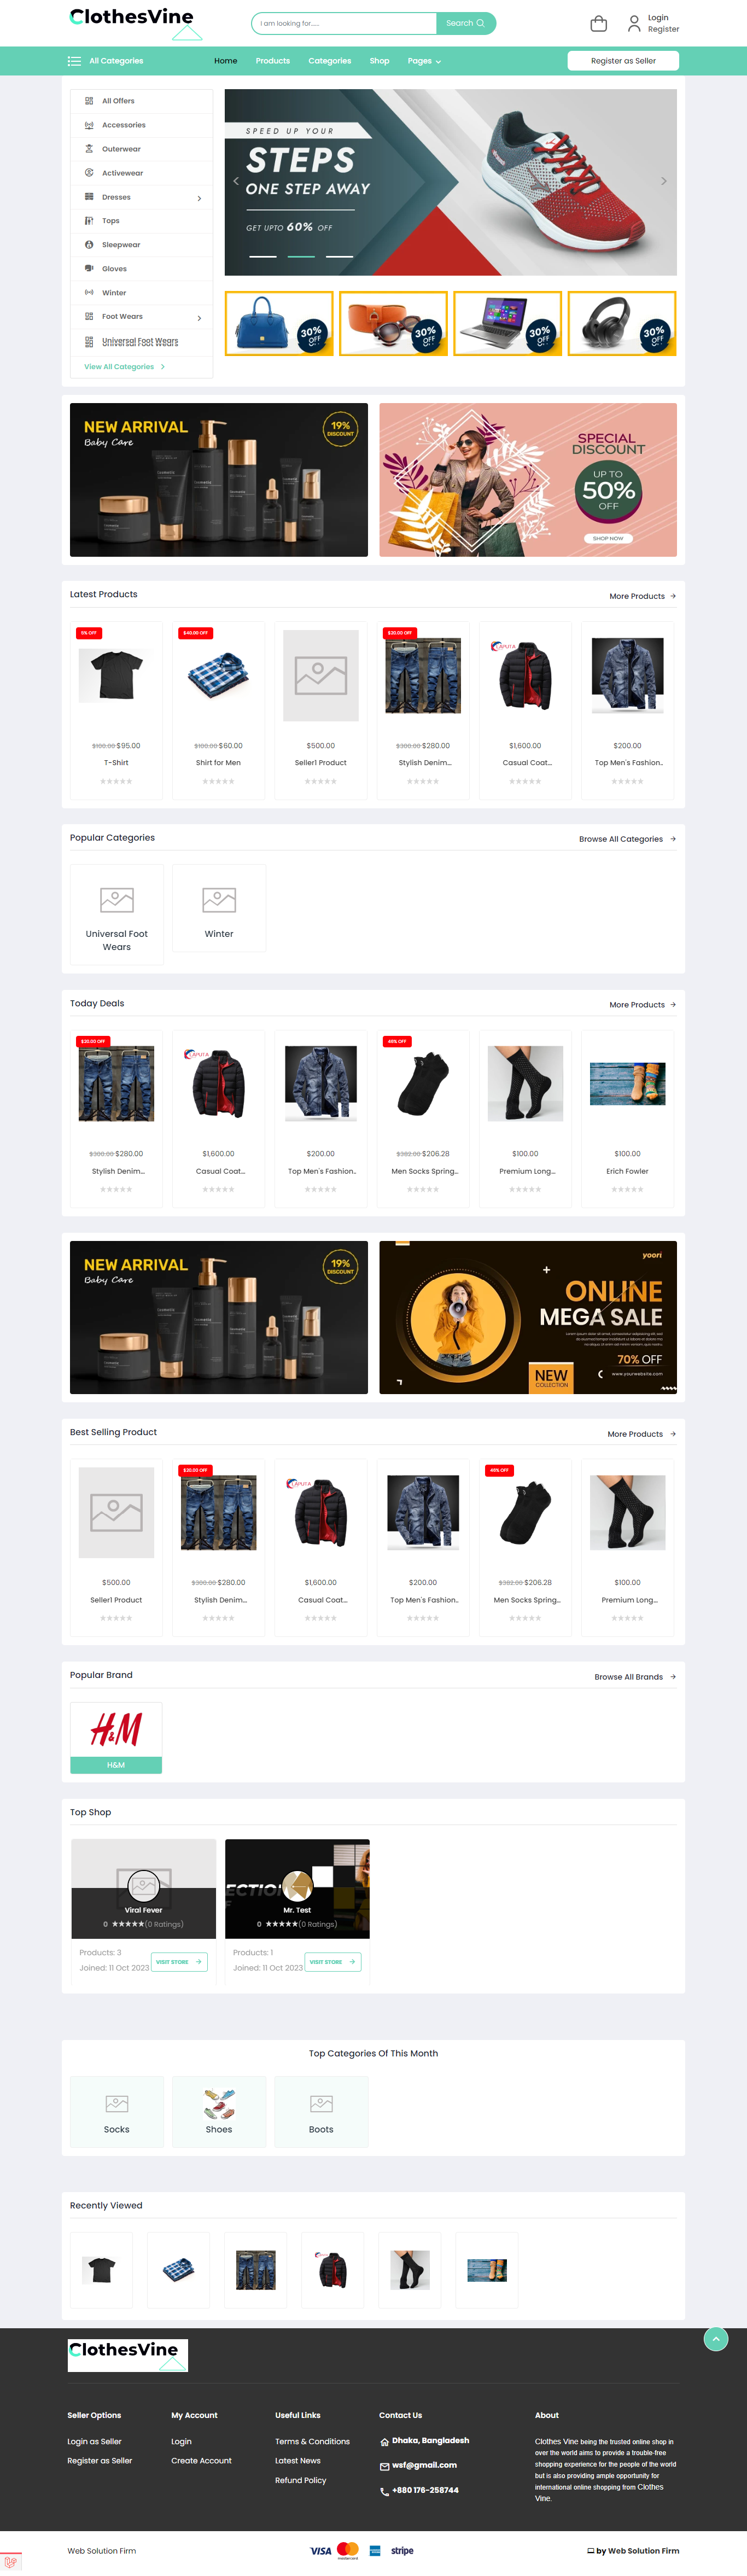 ClothesVine
i am looking for......
Search
Login
Register
All Categories
Home
Products
Categories
Shop
Pages
Register as Seller
All Offers
Accessories
Outerwear
Activewear
Dresses
Tops
Sleepwear
Gloves
Winter
Foot Wears
Universal Foot Wears
View All Categories
SPEED UP YOUR
STEPS
ONE STEP AWAY
GET UPTO 60% OFF
30% OFF
30% OFF
30% OFF
30% OFF
NEW ARRIVAL
Baby Care
19% DISCOUNT
SPECIAL
DISCOUNT
UP TO
50%
OFF
SHOP NOW
Latest Products
More Products
5% OFF
$40.00 OFF
$20.00 OFF
LAPUTA
$100.00 $95.00
$100.00 $60.00
$500.00
$300.00 $280.00
$1,600.00
$200.00
T-Shirt
Shirt for Men
Seller1 Product
Stylish Denim...
Casual Coat...
Top Men's Fashion..
Popular Categories
Browse All Categories
Universal Foot
Wears
Winter
Today Deals
More Products
$20.00 OFF
LAPUTA
46% OFF
$300.00 $280.00
$1,600.00
$200.00
$382.00 $206.28
$100.00
$100.00
Stylish Denim...
Casual Coat...
Top Men's Fashion..
Men Socks Spring...
Premium Long...
Erich Fowler
NEW ARRIVAL
Baby Care
19% DISCOUNT
yoori
ONLINE
MEGA SALE
70% OFF
NEW
COLLECTION
www.yourwebsite.com
Best Selling Product
More Products
$20.00 OFF
LAPUTA
46% OFF
$500.00
$300.00 $280.00
$1,600.00
$200.00
$382.00 $206.28
$100.00
Seller1 Product
Stylish Denim...
Casual Coat...
Top Men's Fashion..
Men Socks Spring...
Premium Long...
Popular Brand
Browse All Brands
H&M
H&M
Top Shop
Viral Fever
0 ★★★★★(0 Ratings)
Products: 3
Joined: 11 Oct 2023
VISIT STORE
ECTION
Mr. Test
0 ★★★★★(0 Ratings)
Products: 1
Joined: 11 Oct 2023
VISIT STORE
Top Categories Of This Month
Socks
Shoes
Boots
Recently Viewed
ClothesVine
Seller Options
Login as Seller
Register as Seller
My Account
Login
Create Account
Useful Links
Terms & Conditions
Latest News
Refund Policy
Contact Us
Dhaka, Bangladesh
wsf@gmail.com
+880 176-258744
About
Clothes Vine being the trusted online shop in
over the world aims to provide a trouble-free
shopping experience for the people of the world
but is also providing ample opportunity for
international online shopping from Clothes
Vine.
Web Solution Firm
VISA
mastercard
stripe
by Web Solution Firm